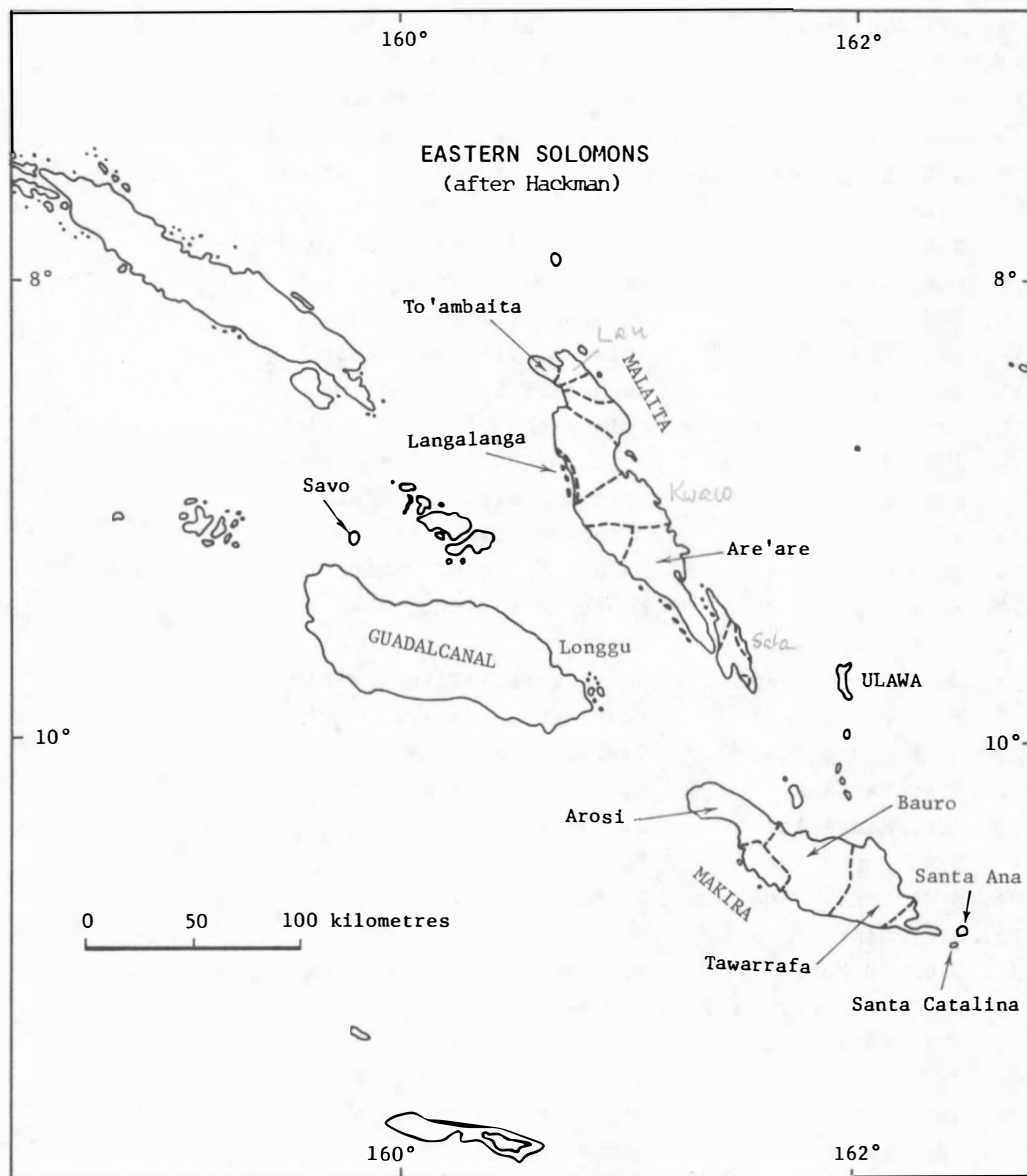 160°
162°
EASTERN SOLOMONS
(after Hackman)
8°
8°
To'ambaita
Lau
MALAITA
Langalanga
Savo
Kwaio
Are'are
GUADALCANAL
Longgu
Sa'a
ULAWA
10°
10°
Arosi
Bauro
MAKIRA
Santa Ana
0 50 100 kilometres
Tawarrafa
Santa Catalina
160°
162°